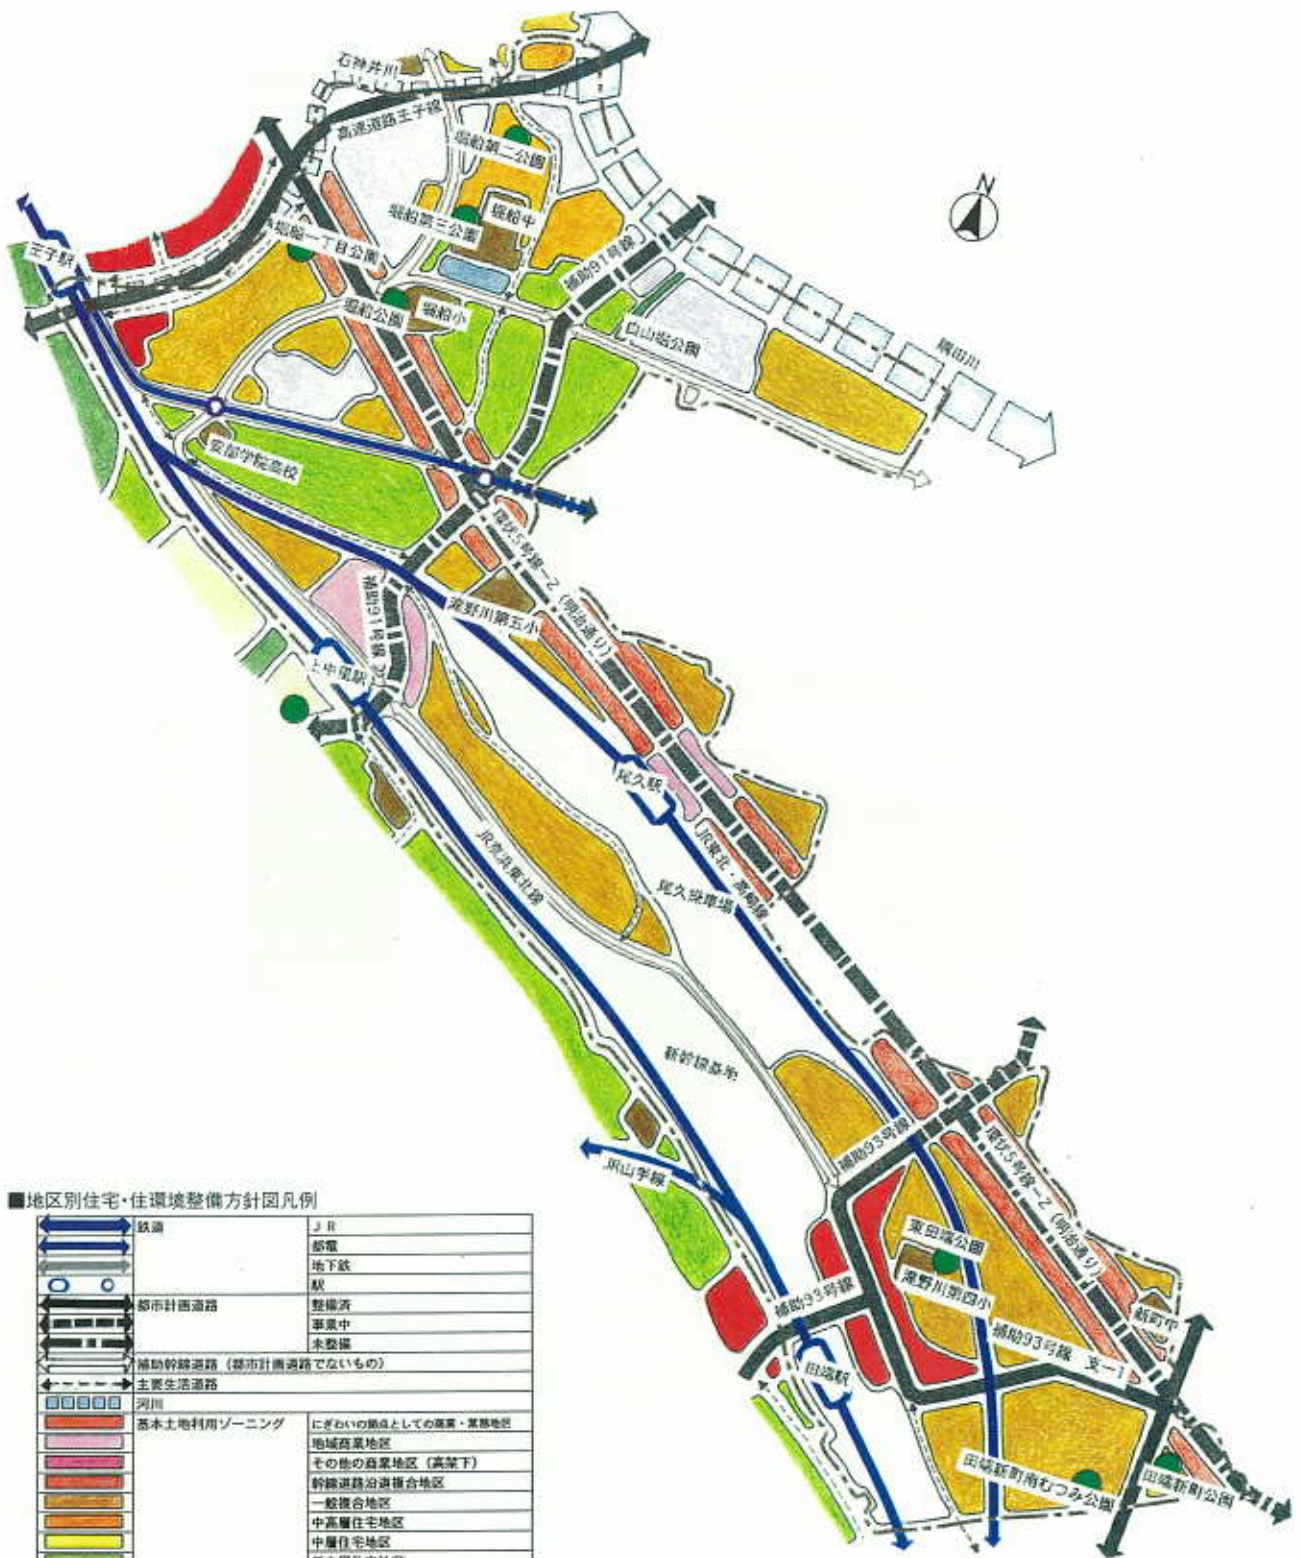 石神井川
高速道路王子線
堀船第二公園
N
堀船第三公園
堀船中
王子駅
堀船一丁目公園
補助91号線
堀船公園
堀船小
白山堀公園
隅田川
安部学院高校
環状5号線ー2(明治通り)
滝野川第五小
上中里駅
尾久駅
JR東北・高崎線
JR京浜東北線
尾久操車場
新幹線基地
補助93号線
JR山手線
環状5号線ー2(明治通り)
東田端公園
滝野川第四小
補助93号線
新町中
補助93号線 支ー1
田端駅
田端新町南むつみ公園
田端新町公園
■地区別住宅・住環境整備方針図凡例
鉄道 JR
都電
地下鉄
駅
都市計画道路 整備済
事業中
未整備
補助幹線道路(都市計画道路でないもの)
主要生活道路
河川
基本土地利用ゾーニング にぎわいの拠点としての商業・業務地区
地域商業地区
その他の商業地区(高架下)
幹線道路沿道複合地区
一般複合地区
中高層住宅地区
中層住宅地区